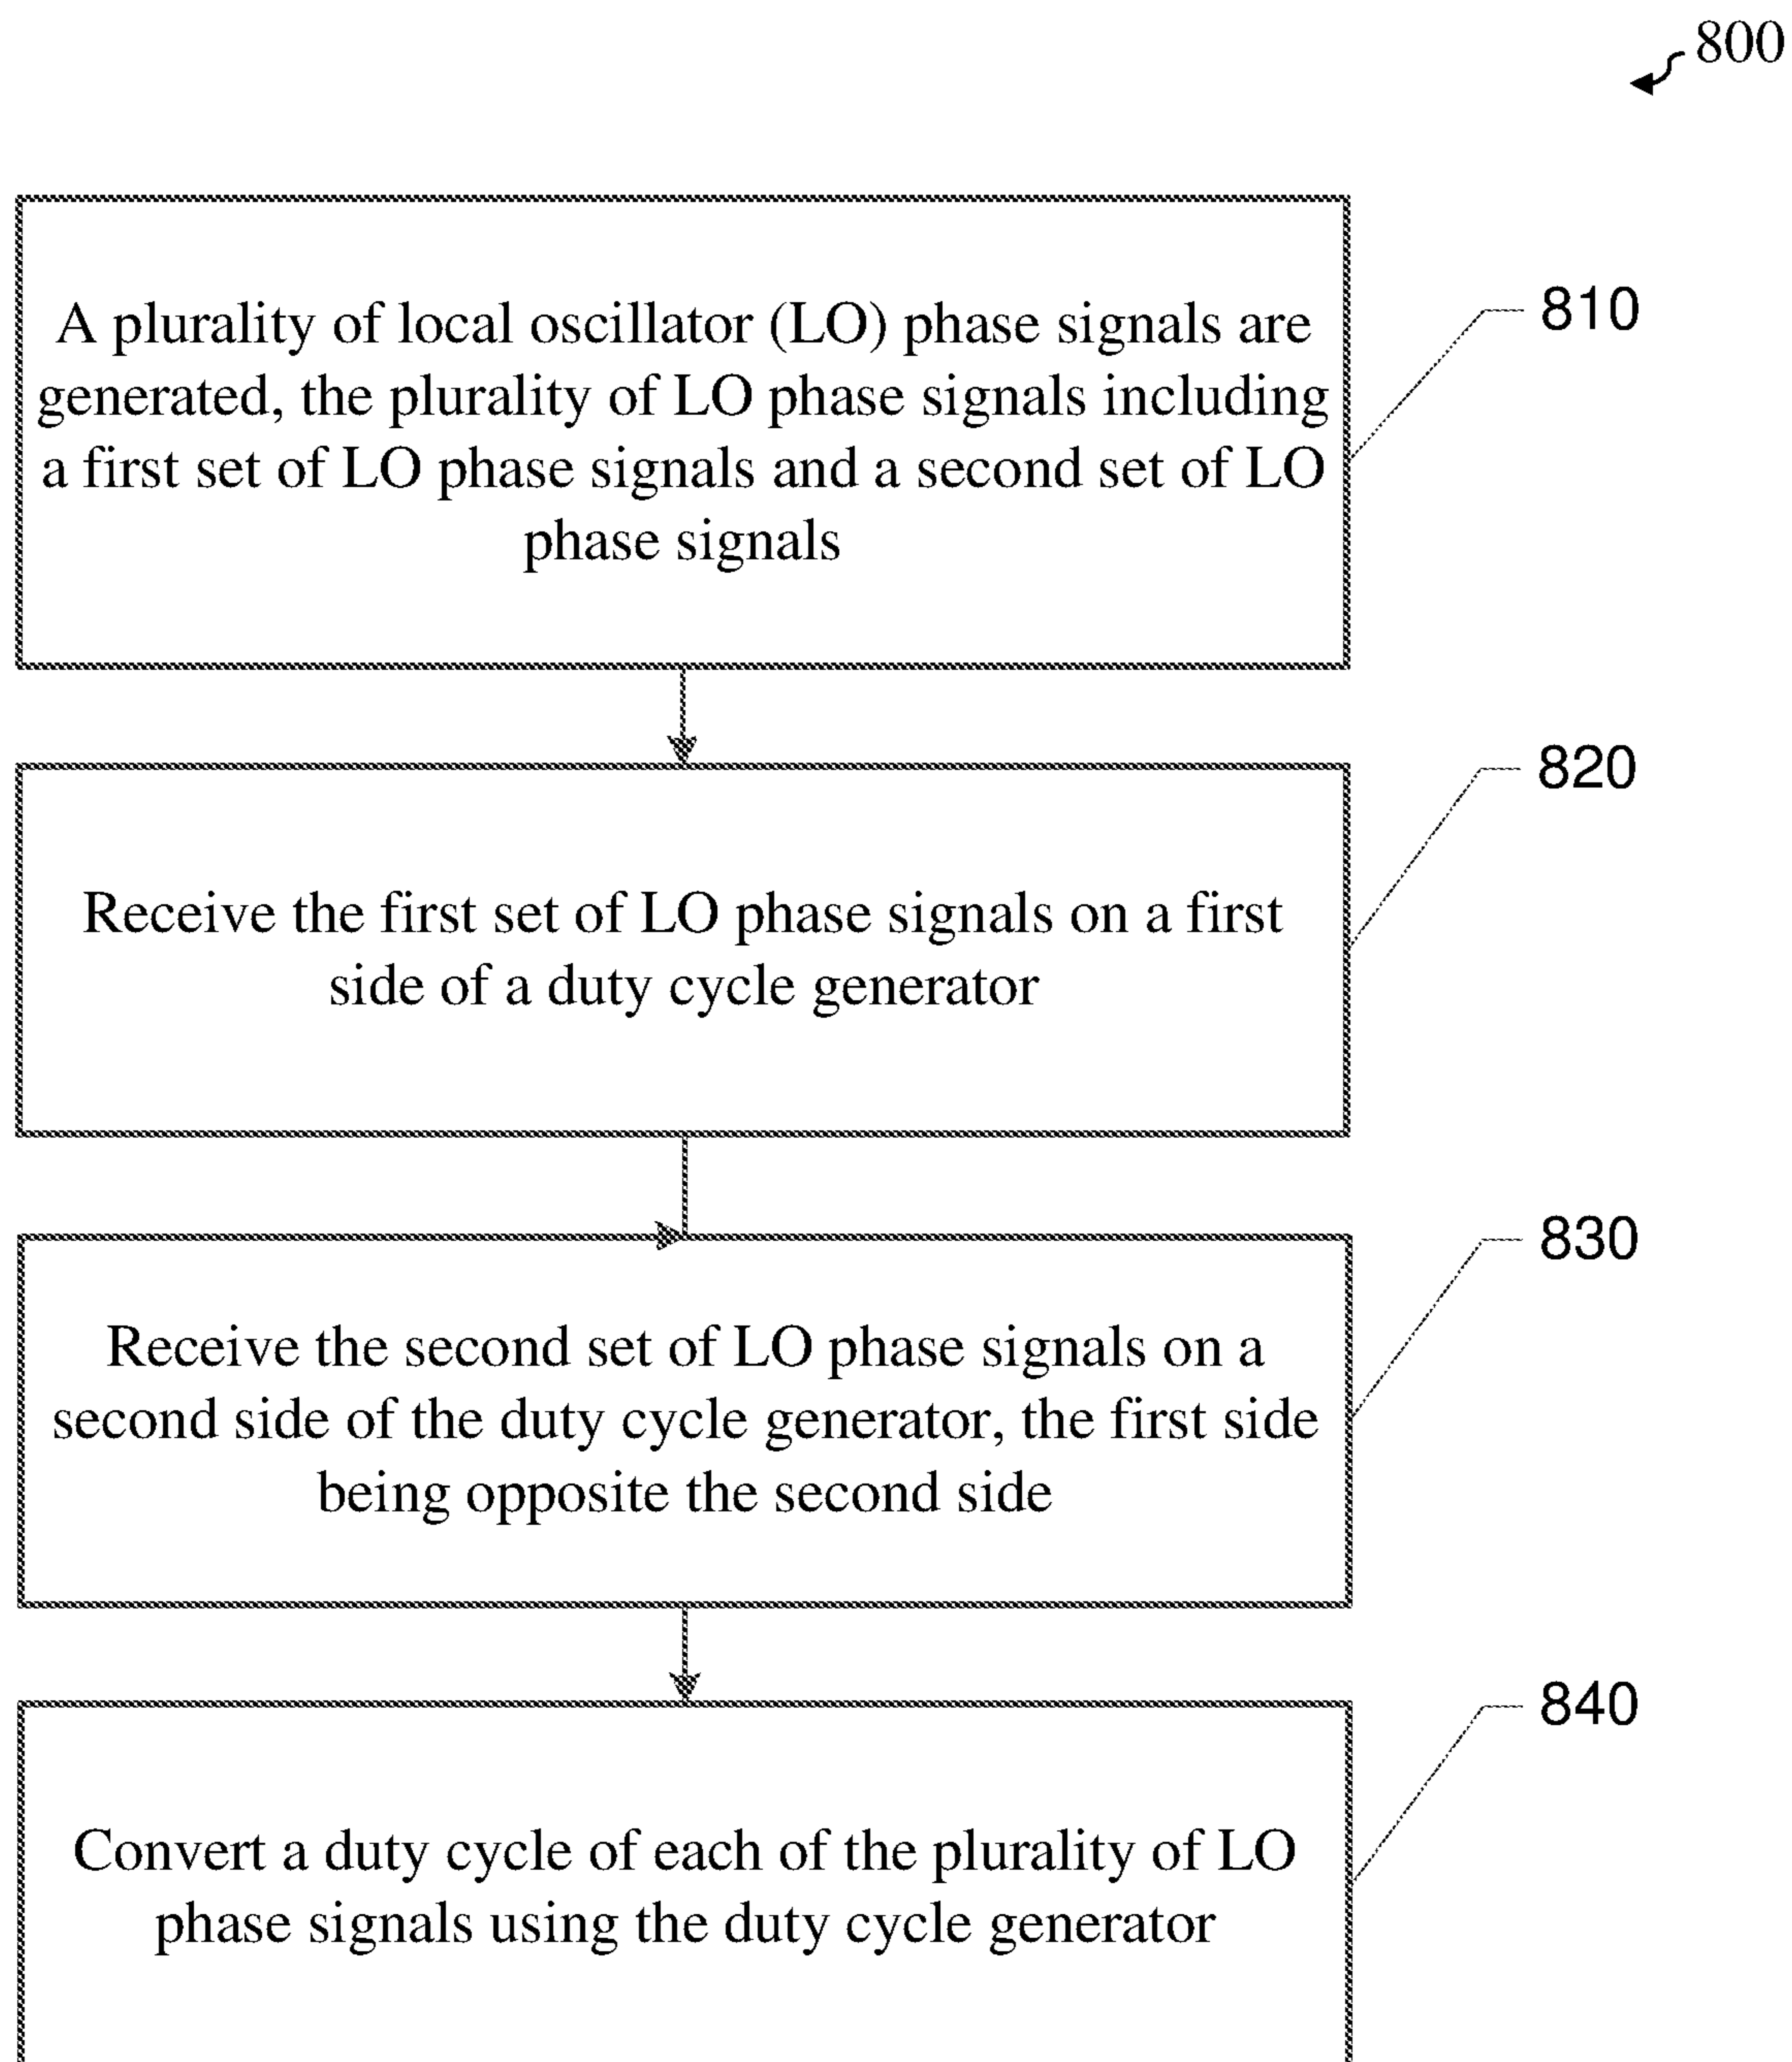 800
A plurality of local oscillator (LO) phase signals are
generated, the plurality of LO phase signals including
a first set of LO phase signals and a second set of LO
phase signals
810
Receive the first set of LO phase signals on a first
side of a duty cycle generator
820
Receive the second set of LO phase signals on a
second side of the duty cycle generator, the first side
being opposite the second side
830
Convert a duty cycle of each of the plurality of LO
phase signals using the duty cycle generator
840